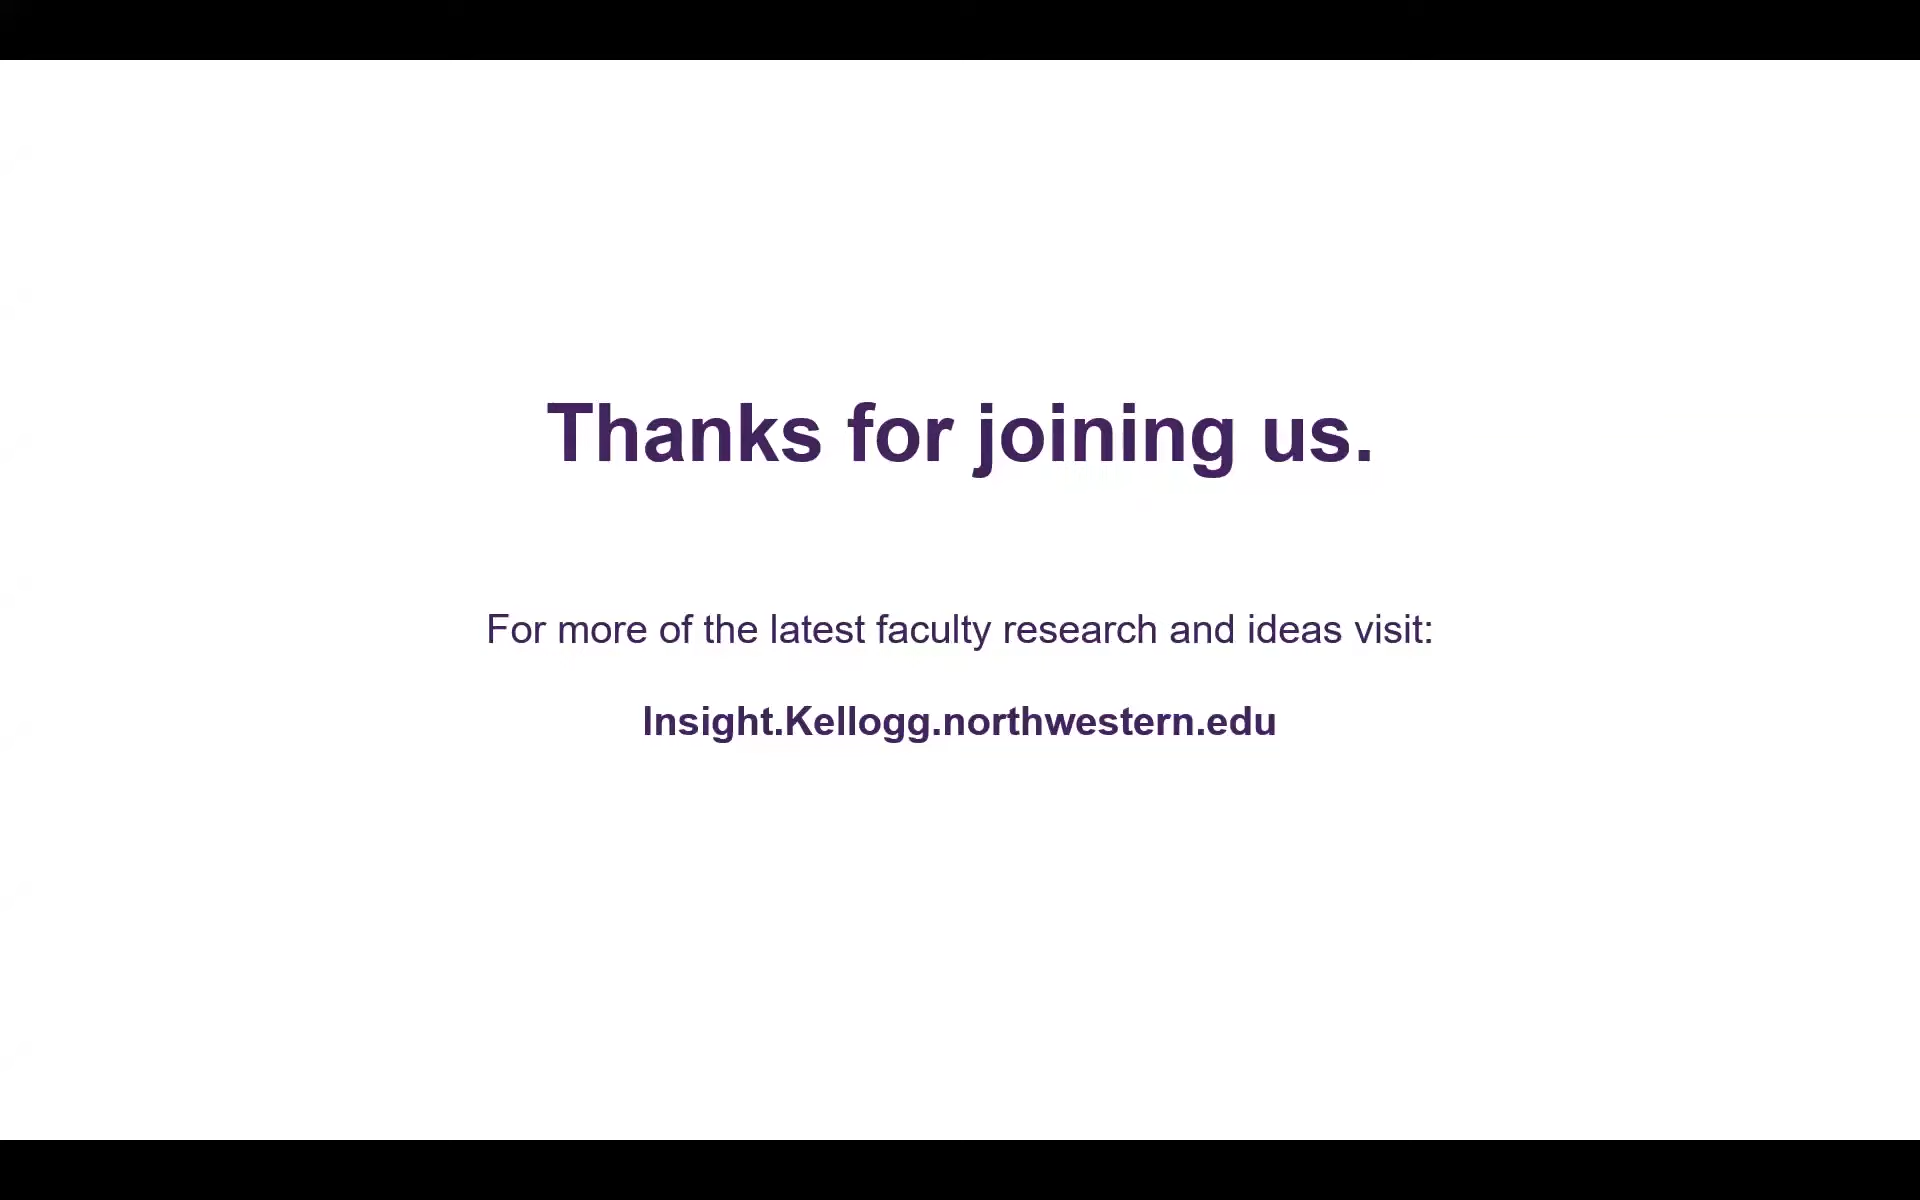 Thanks for joining us.
For more of the latest faculty research and ideas visit:
Insight.Kellogg.northwestern.edu